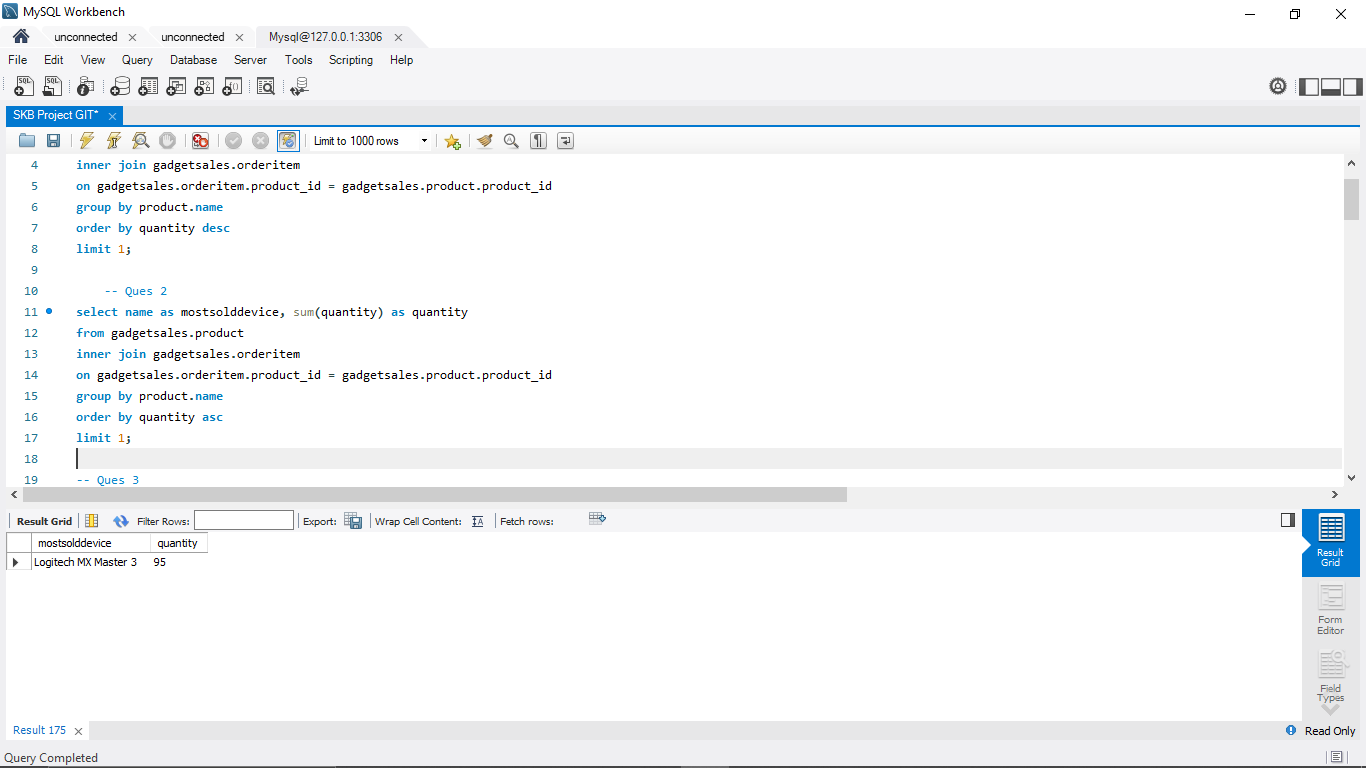 MySQL Workbench
unconnected
unconnected
Mysql@127.0.0.1:3306
File Edit View Query Database Server Tools Scripting Help
SKB Project GIT*
Limit to 1000 rows
4 inner join gadgetsales.orderitem
5 on gadgetsales.orderitem.product_id = gadgetsales.product.product_id
6 group by product.name
7 order by quantity desc
8 limit 1;
9
10 -- Ques 2
11 select name as mostsolddevice, sum(quantity) as quantity
12 from gadgetsales.product
13 inner join gadgetsales.orderitem
14 on gadgetsales.orderitem.product_id = gadgetsales.product.product_id
15 group by product.name
16 order by quantity asc
17 limit 1;
18
19 -- Ques 3
Result Grid Filter Rows: Export: Wrap Cell Content: IA Fetch rows:
mostsolddevice quantity
Logitech MX Master 3 95
Result
Grid
Form
Editor
Field
Types
Result 175
Read Only
Query Completed